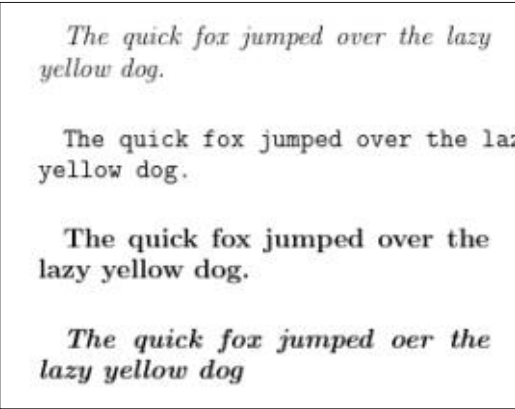 The quick fox jumped over the lazy
yellow dog.
The quick fox jumped over the laz
yellow dog.
The quick fox jumped over the
lazy yellow dog.
The quick fox jumped oer the
lazy yellow dog